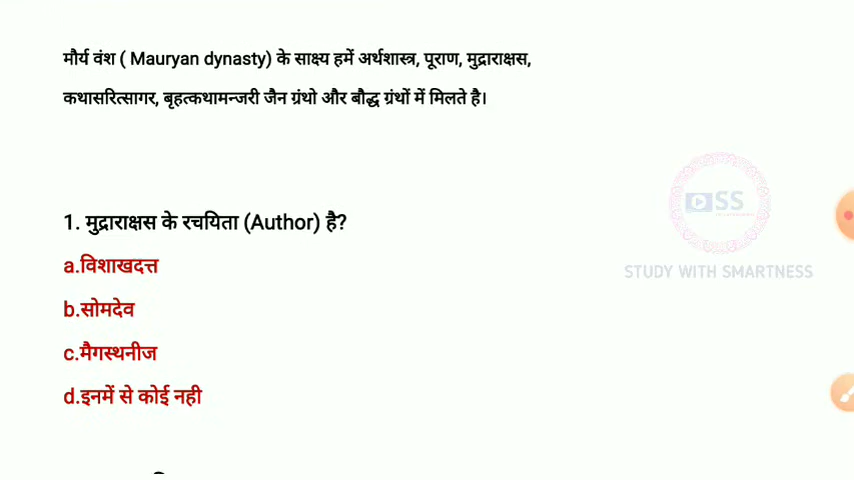 मौर्य वंश ( Mauryan dynasty) के साक्ष्य हमें अर्थशास्त्र, पूराण, मुद्राराक्षस,
कथासरित्सागर, बृहत्कथामन्जरी जैन ग्रंथो और बौद्ध ग्रंथों में मिलते है।
1. मुद्राराक्षस के रचयिता (Author) है?
a.विशाखदत्त
b.सोमदेव
c.मैगस्थनीज
d.इनमें से कोई नही
SS
STUDY WITH SMARTNESS